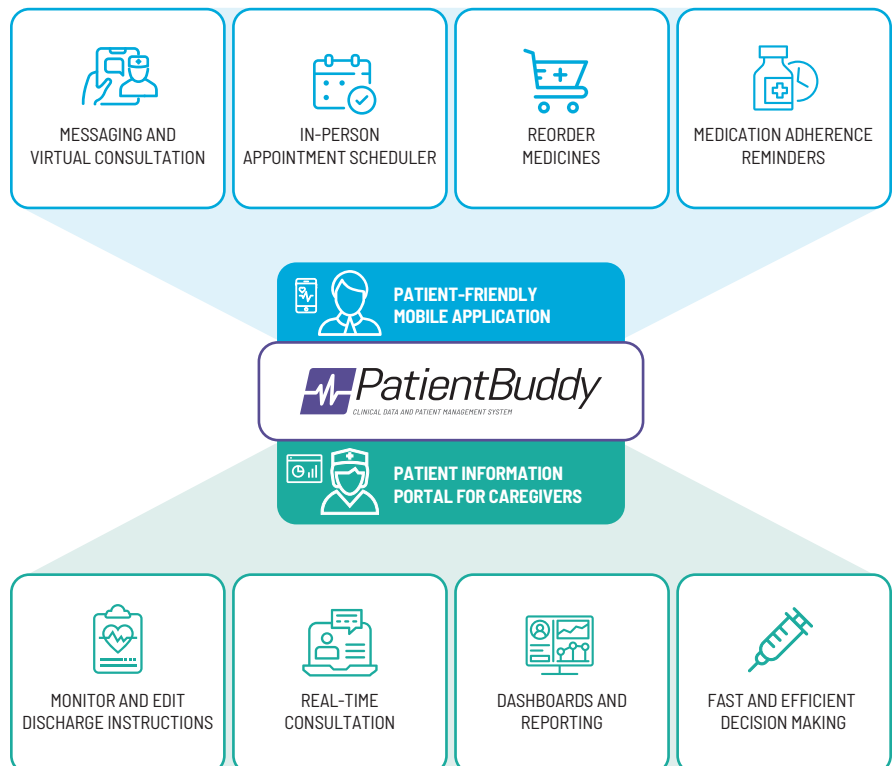 MESSAGING AND
VIRTUAL CONSULTATION
IN-PERSON
APPOINTMENT SCHEDULER
REORDER
MEDICINES
MEDICATION ADHERENCE
REMINDERS
PATIENT-FRIENDLY
MOBILE APPLICATION
PatientBuddy
CLINICAL DATA AND PATIENT MANAGEMENT SYSTEM
PATIENT INFORMATION
PORTAL FOR CAREGIVERS
MONITOR AND EDIT
DISCHARGE INSTRUCTIONS
REAL-TIME
CONSULTATION
DASHBOARDS AND
REPORTING
FAST AND EFFICIENT
DECISION MAKING